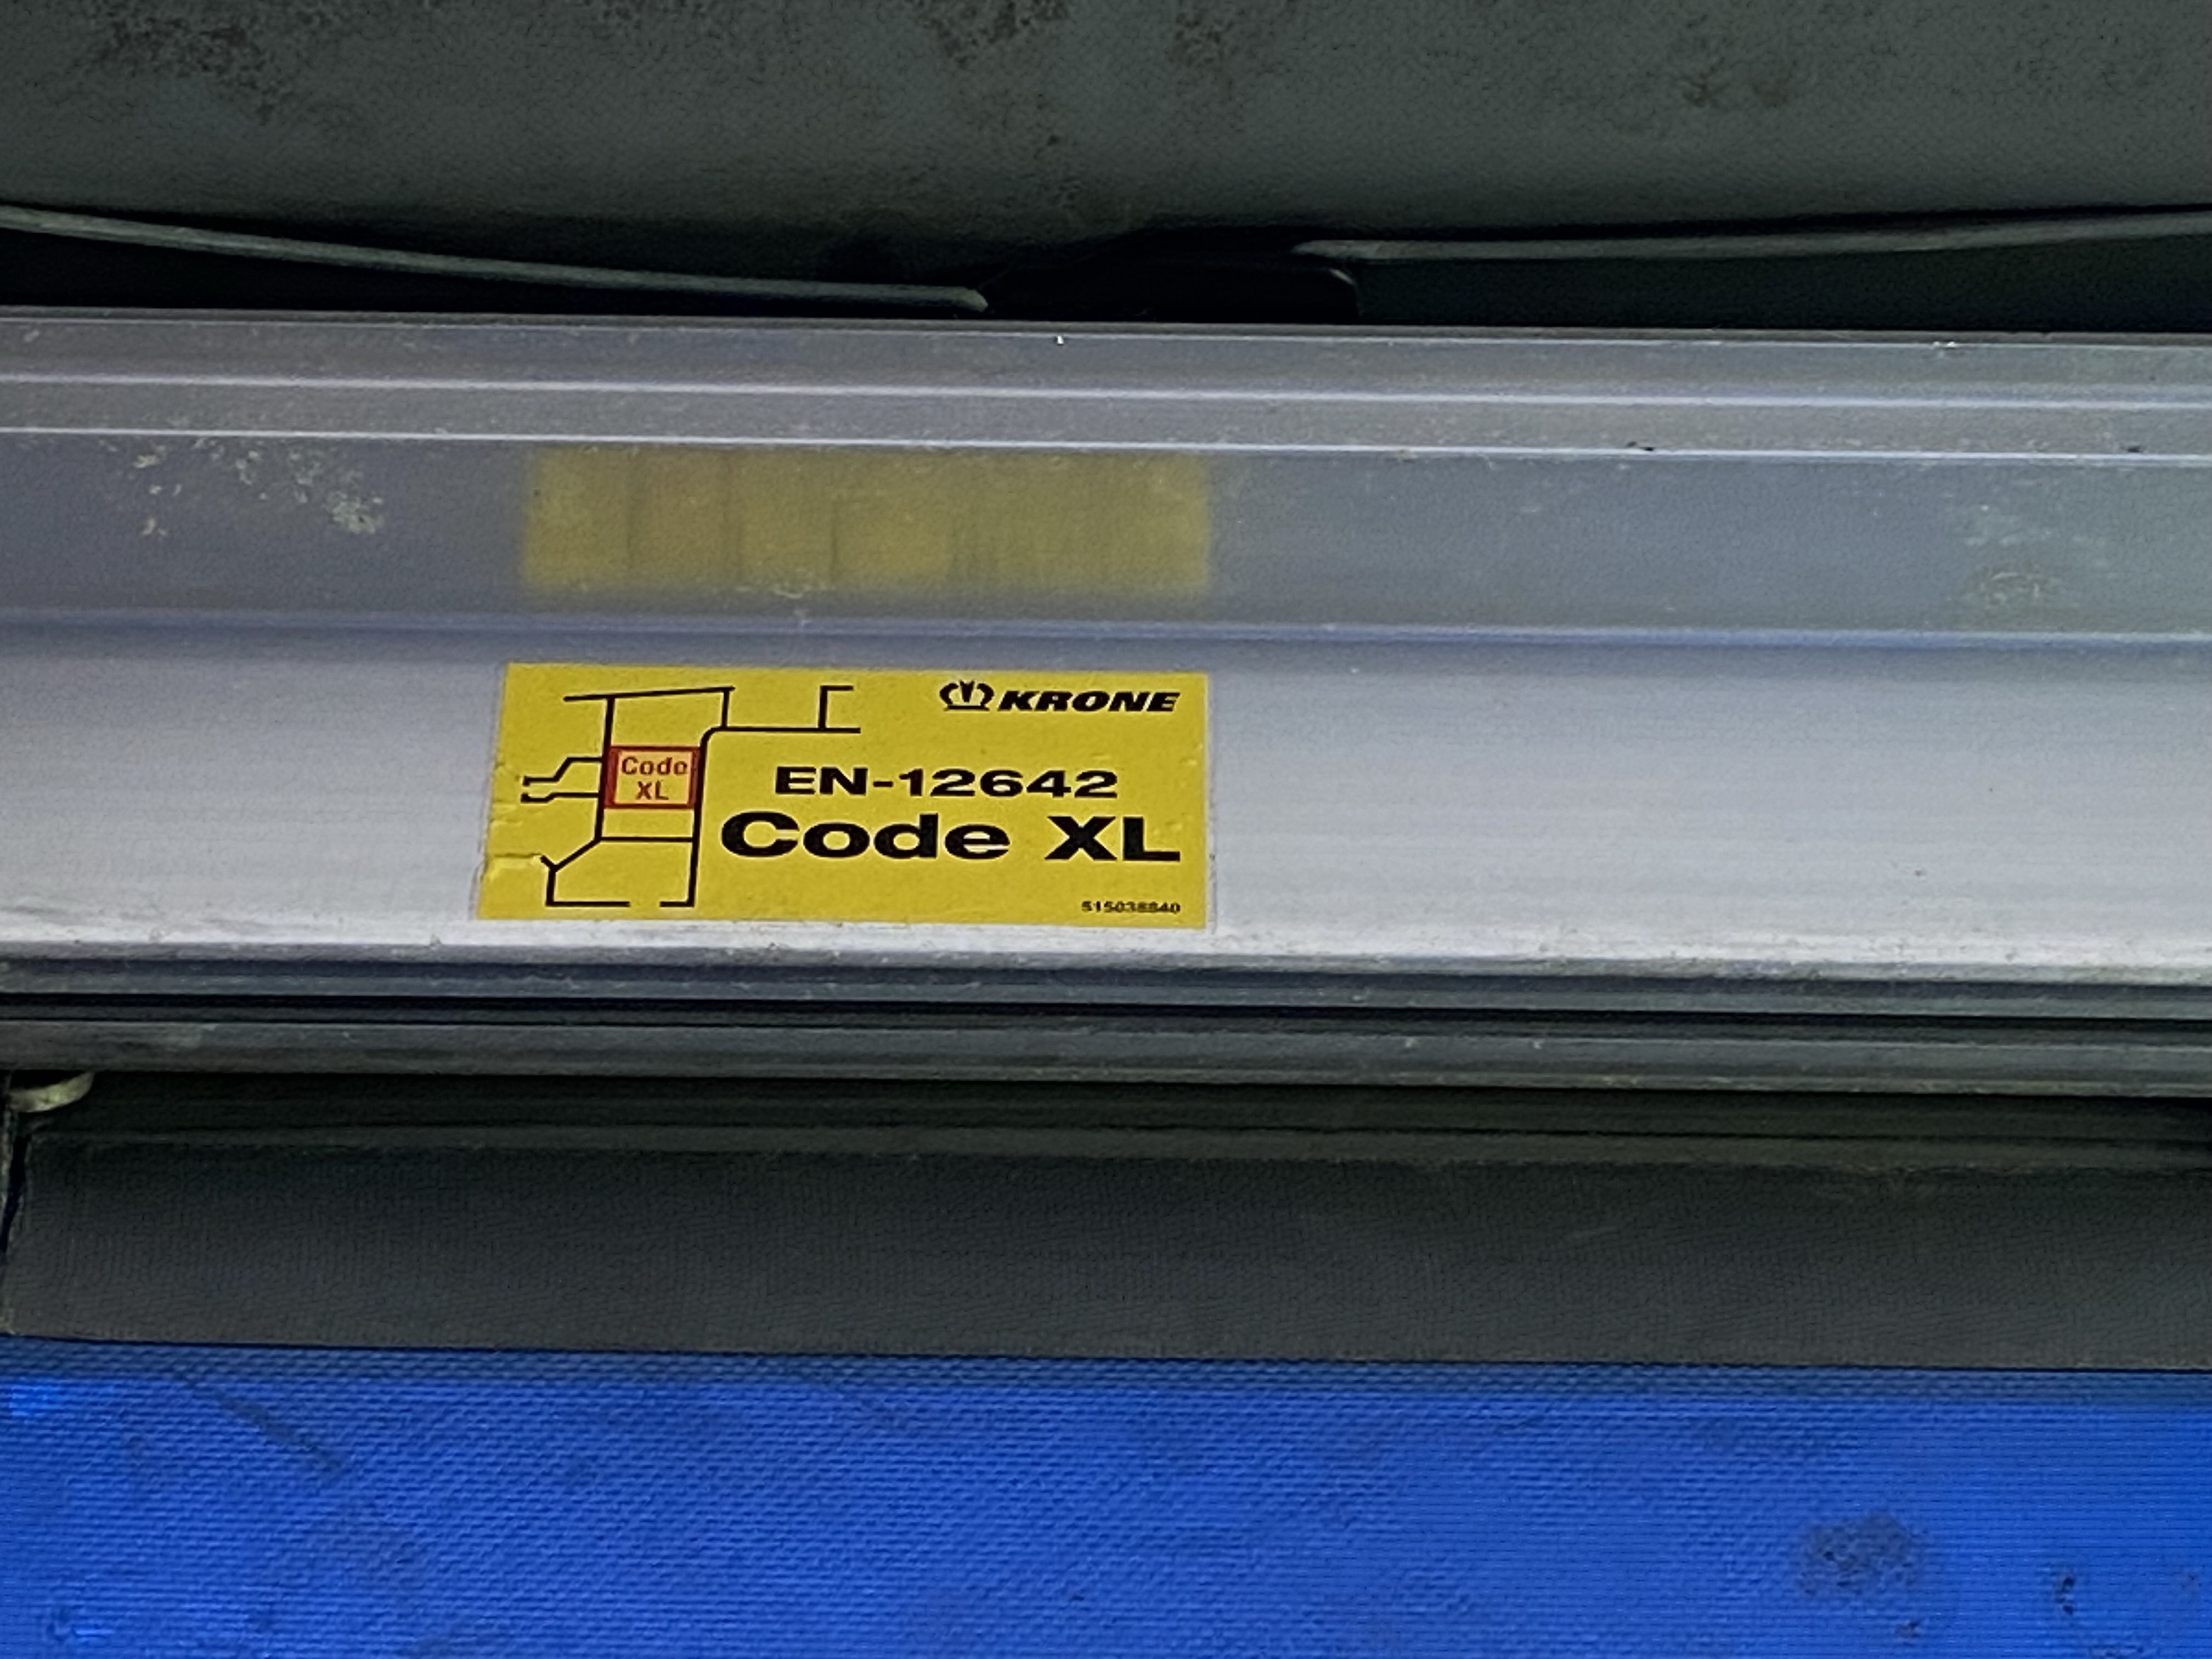 KRONE
Code
XL
EN-12642
Code XL
515038840